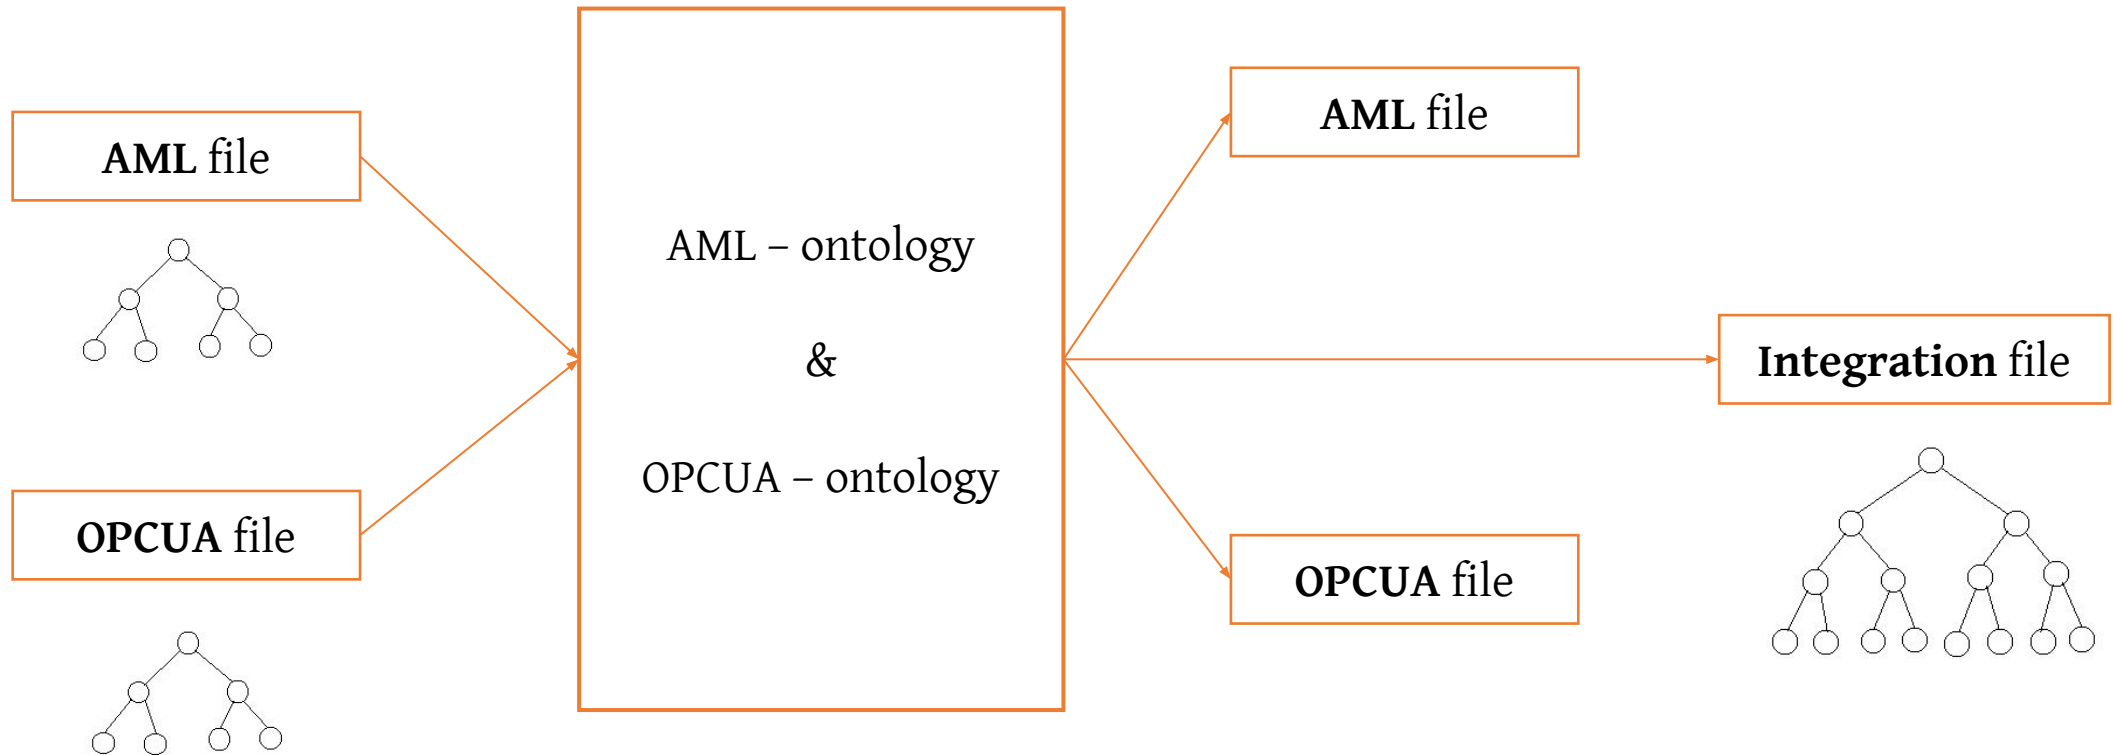 AML file
OPCUA file
AML – ontology
&
OPCUA – ontology
AML file
Integration file
OPCUA file